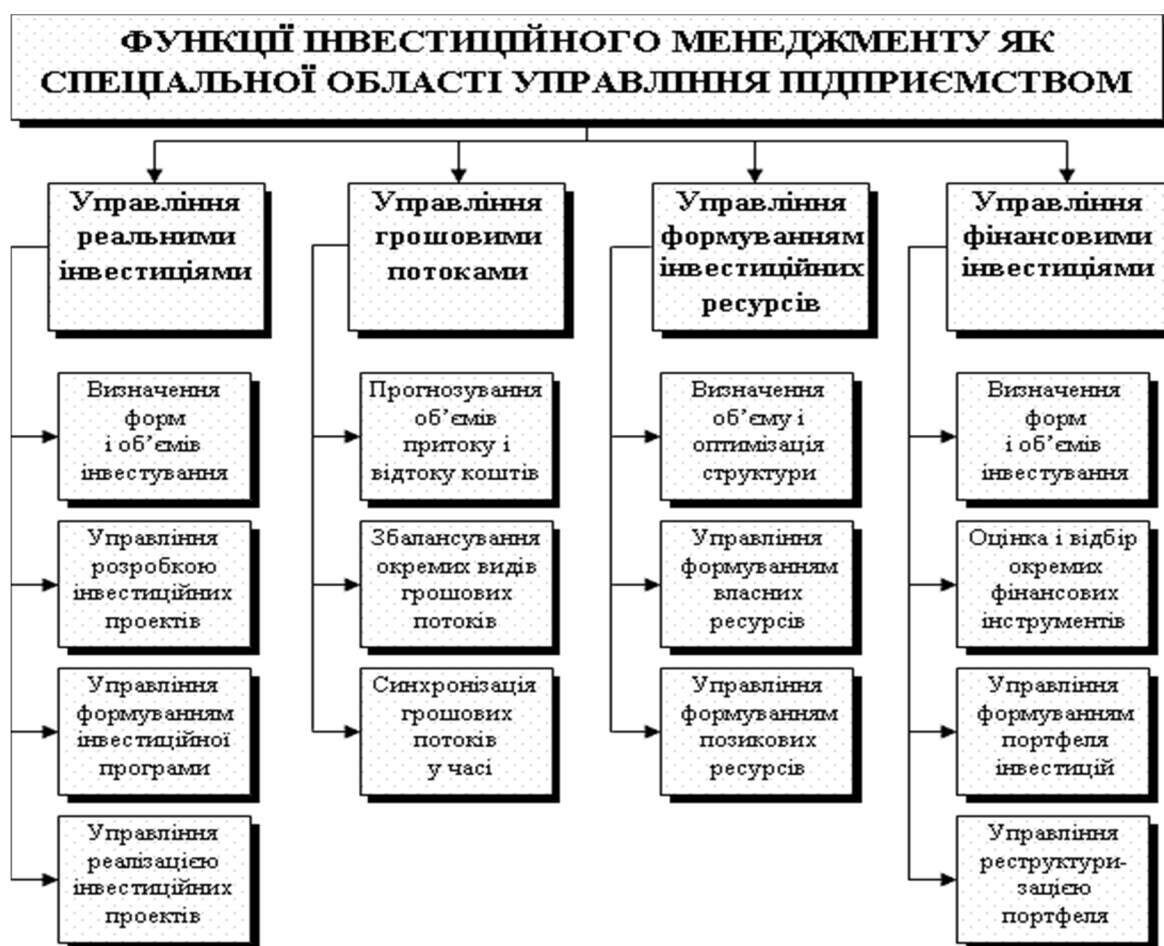 ФУНКЦІЇ ІНВЕСТИЦІЙНОГО МЕНЕДЖМЕНТУ ЯК
СПЕЦІАЛЬНОЇ ОБЛАСТІ УПРАВЛІННЯ ПІДПРИЄМСТВОМ
Управління
реальними
інвестиціями
Визначення
форм
і об’ємів
інвестування
Управління
розробкою
інвестиційних
проектів
Управління
формуванням
інвестиційної
програми
Управління
реалізацією
інвестиційних
проектів
Управління
грошовими
потоками
Прогнозування
об’ємів
притоку і
відтоку коштів
Збалансування
окремих видів
грошових
потоків
Синхронізація
грошових
потоків
у часі
Управління
формуванням
інвестиційних
ресурсів
Визначення
об’єму і
оптимізація
структури
Управління
формуванням
власних
ресурсів
Управління
формуванням
позикових
ресурсів
Управління
фінансовими
інвестиціями
Визначення
форм
і об’ємів
інвестування
Оцінка і відбір
окремих
фінансових
інструментів
Управління
формуванням
портфеля
інвестицій
Управління
реструктури-
зацією
портфеля